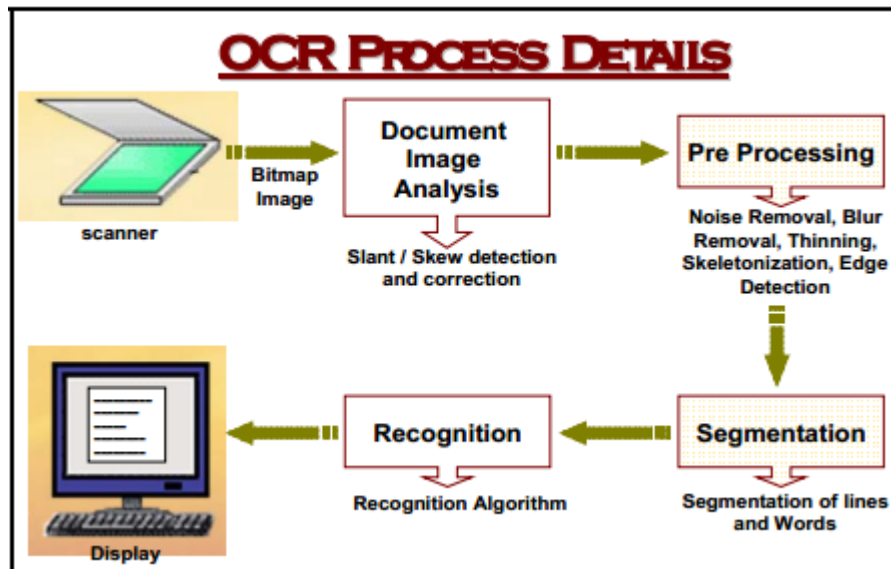 OCR PROCESS DETAILS
scanner
Bitmap
Image
Document
Image
Analysis
Slant / Skew detection
and correction
Pre Processing
Noise Removal, Blur
Removal, Thinning,
Skeletonization, Edge
Detection
Segmentation
Segmentation of lines
and Words
Recognition
Recognition Algorithm
Display